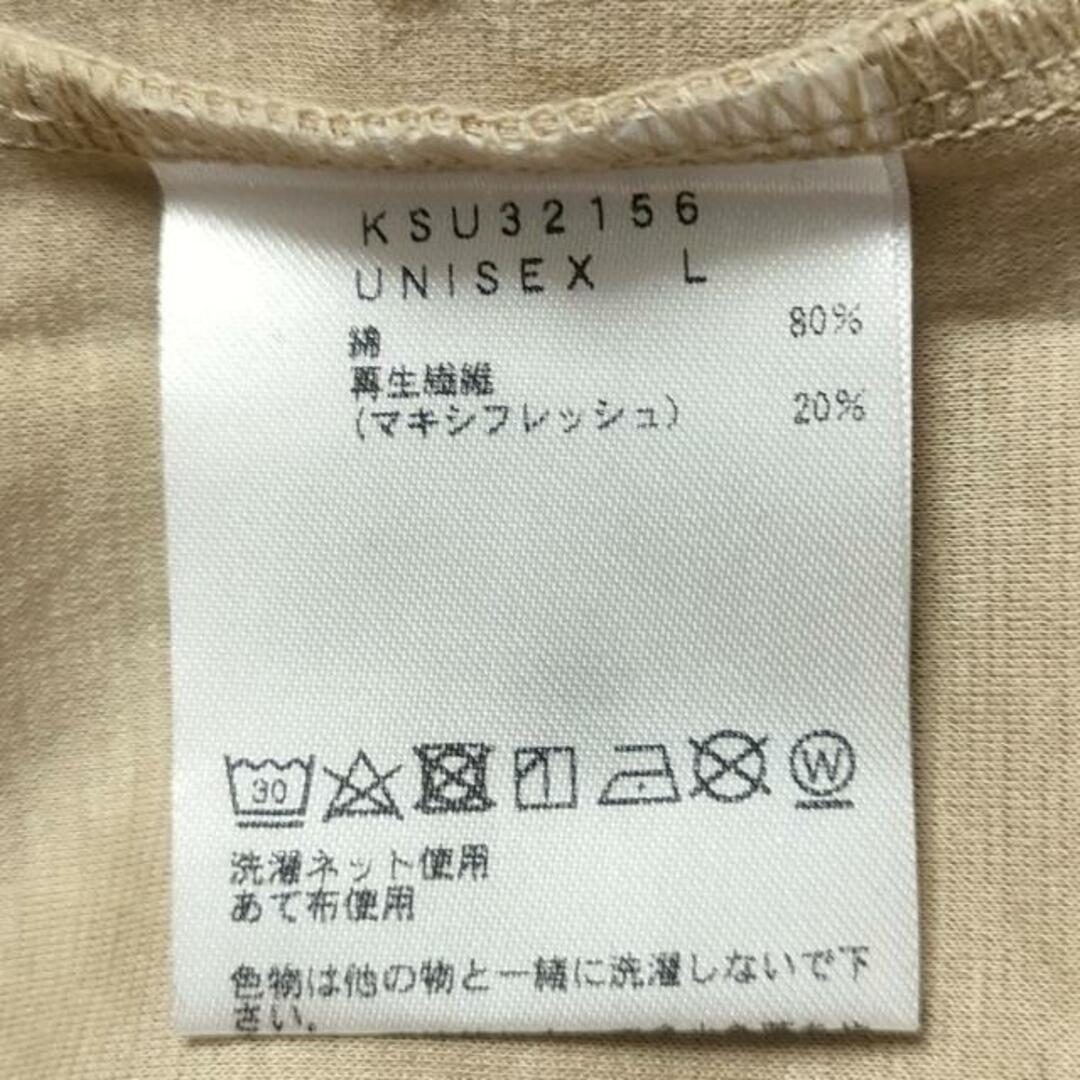 KSU32156
UNISEX L
綿 80%
再生繊維
(マキシフレッシュ) 20%
30
W
洗濯ネット使用
あて布使用
色物は他の物と一緒に洗濯しないで下
さい.